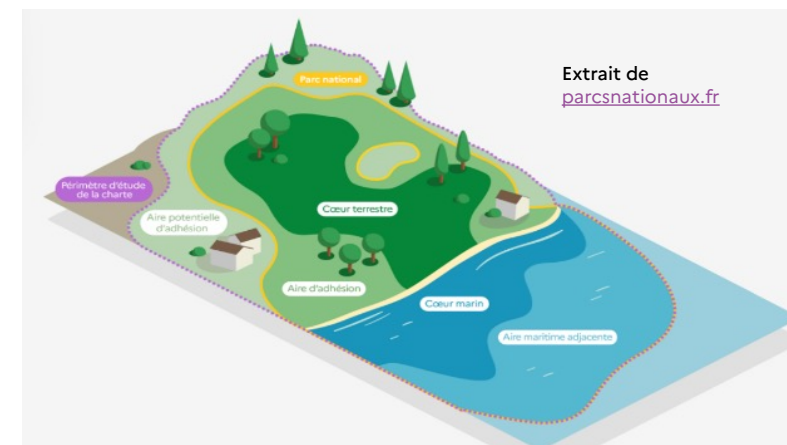 Extrait de
parcsnationaux.fr
Parc national
Périmètre d'étude
de la charte
Aire potentielle
d'adhésion
Cœur terrestre
Aire d'adhésion
Cœur marin
Aire maritime adjacente